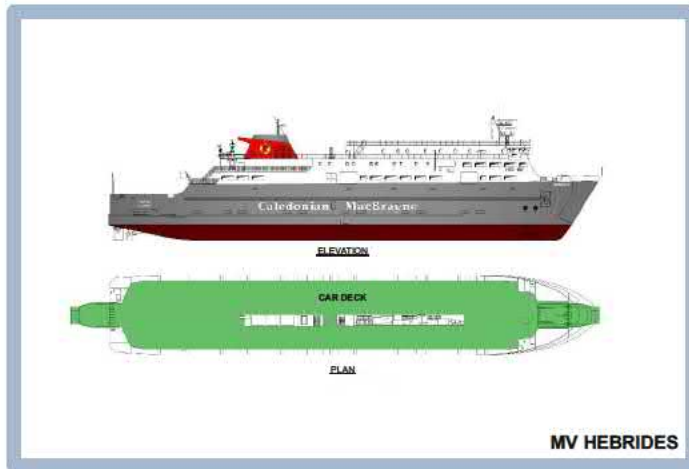 Caledonian MacBrayne
ELEVATION
CAR DECK
PLAN
MV HEBRIDES